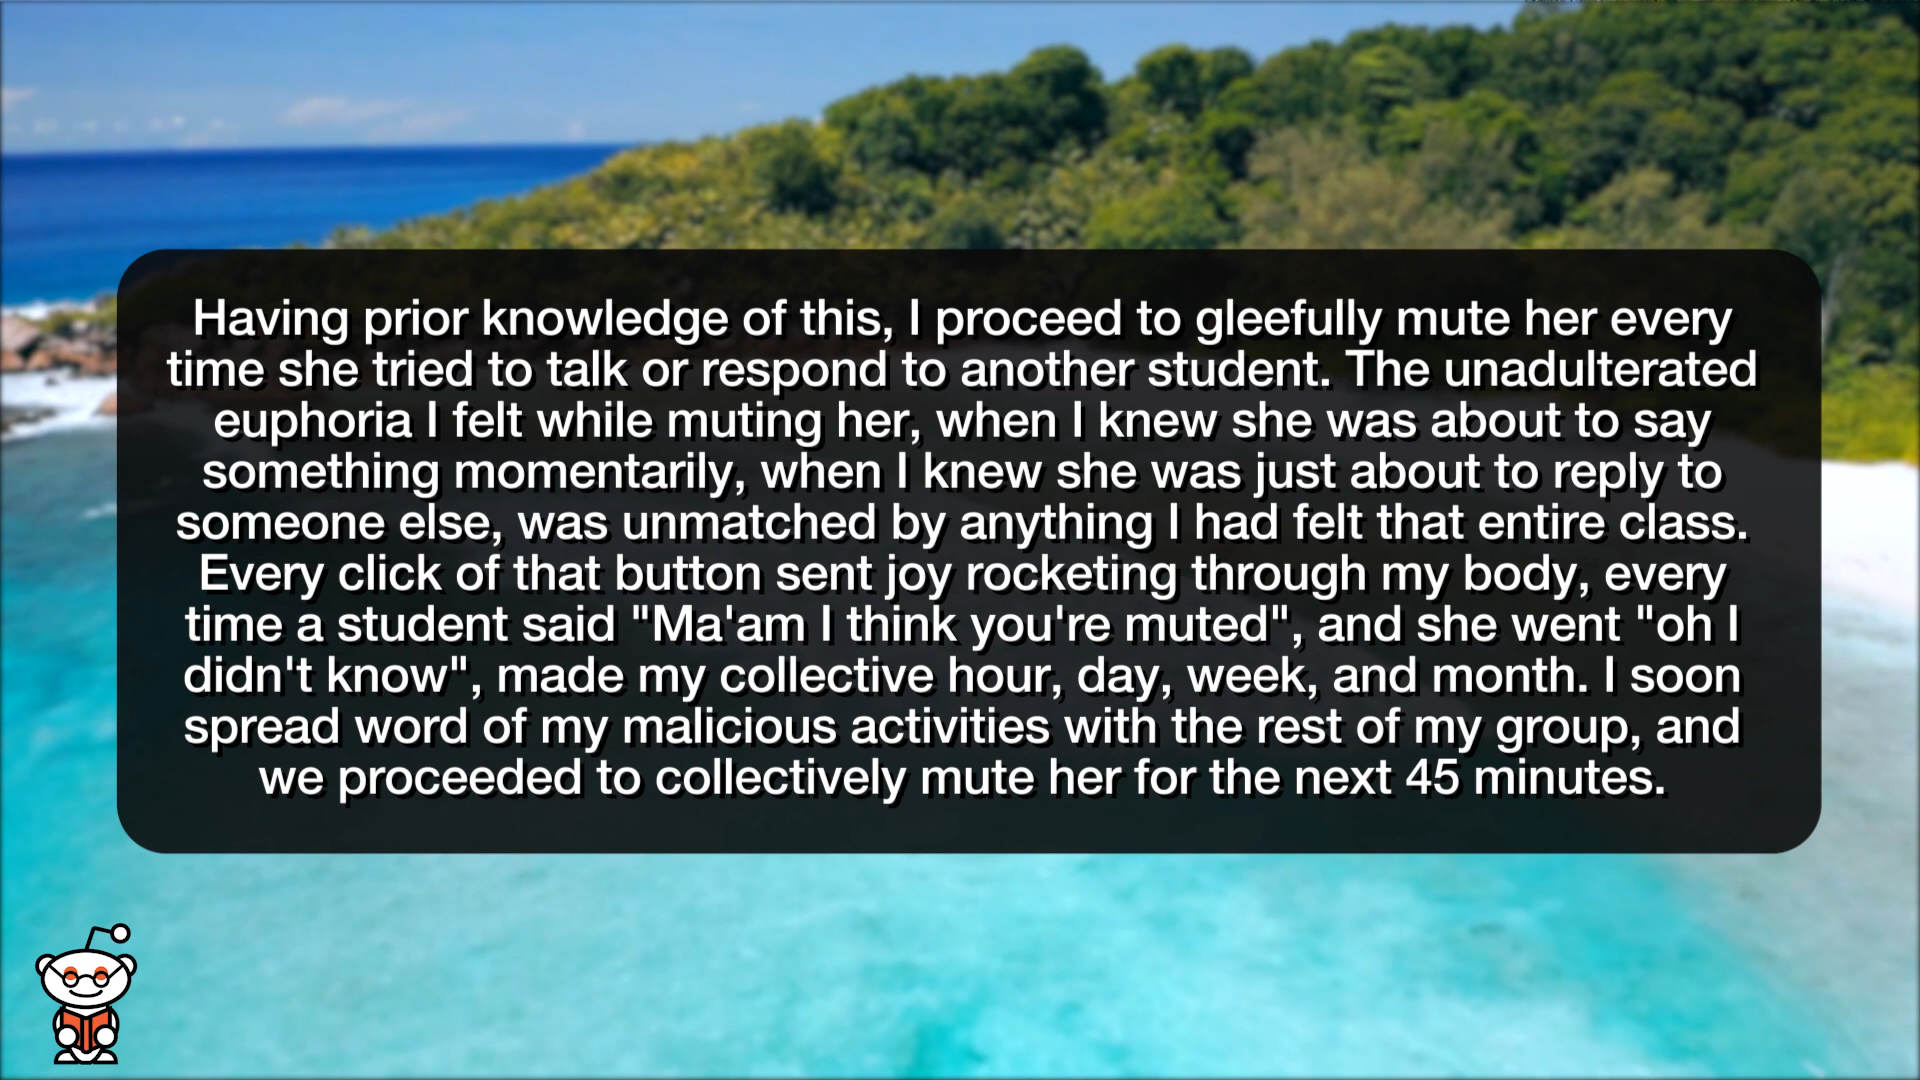 Having prior knowledge of this, I proceed to gleefully mute her every
time she tried to talk or respond to another student. The unadulterated
euphoria I felt while muting her, when I knew she was about to say
something momentarily, when I knew she was just about to reply to
someone else, was unmatched by anything I had felt that entire class.
Every click of that button sent joy rocketing through my body, every
time a student said "Ma'am I think you're muted", and she went "oh I
didn't know", made my collective hour, day, week, and month. I soon
spread word of my malicious activities with the rest of my group, and
we proceeded to collectively mute her for the next 45 minutes.